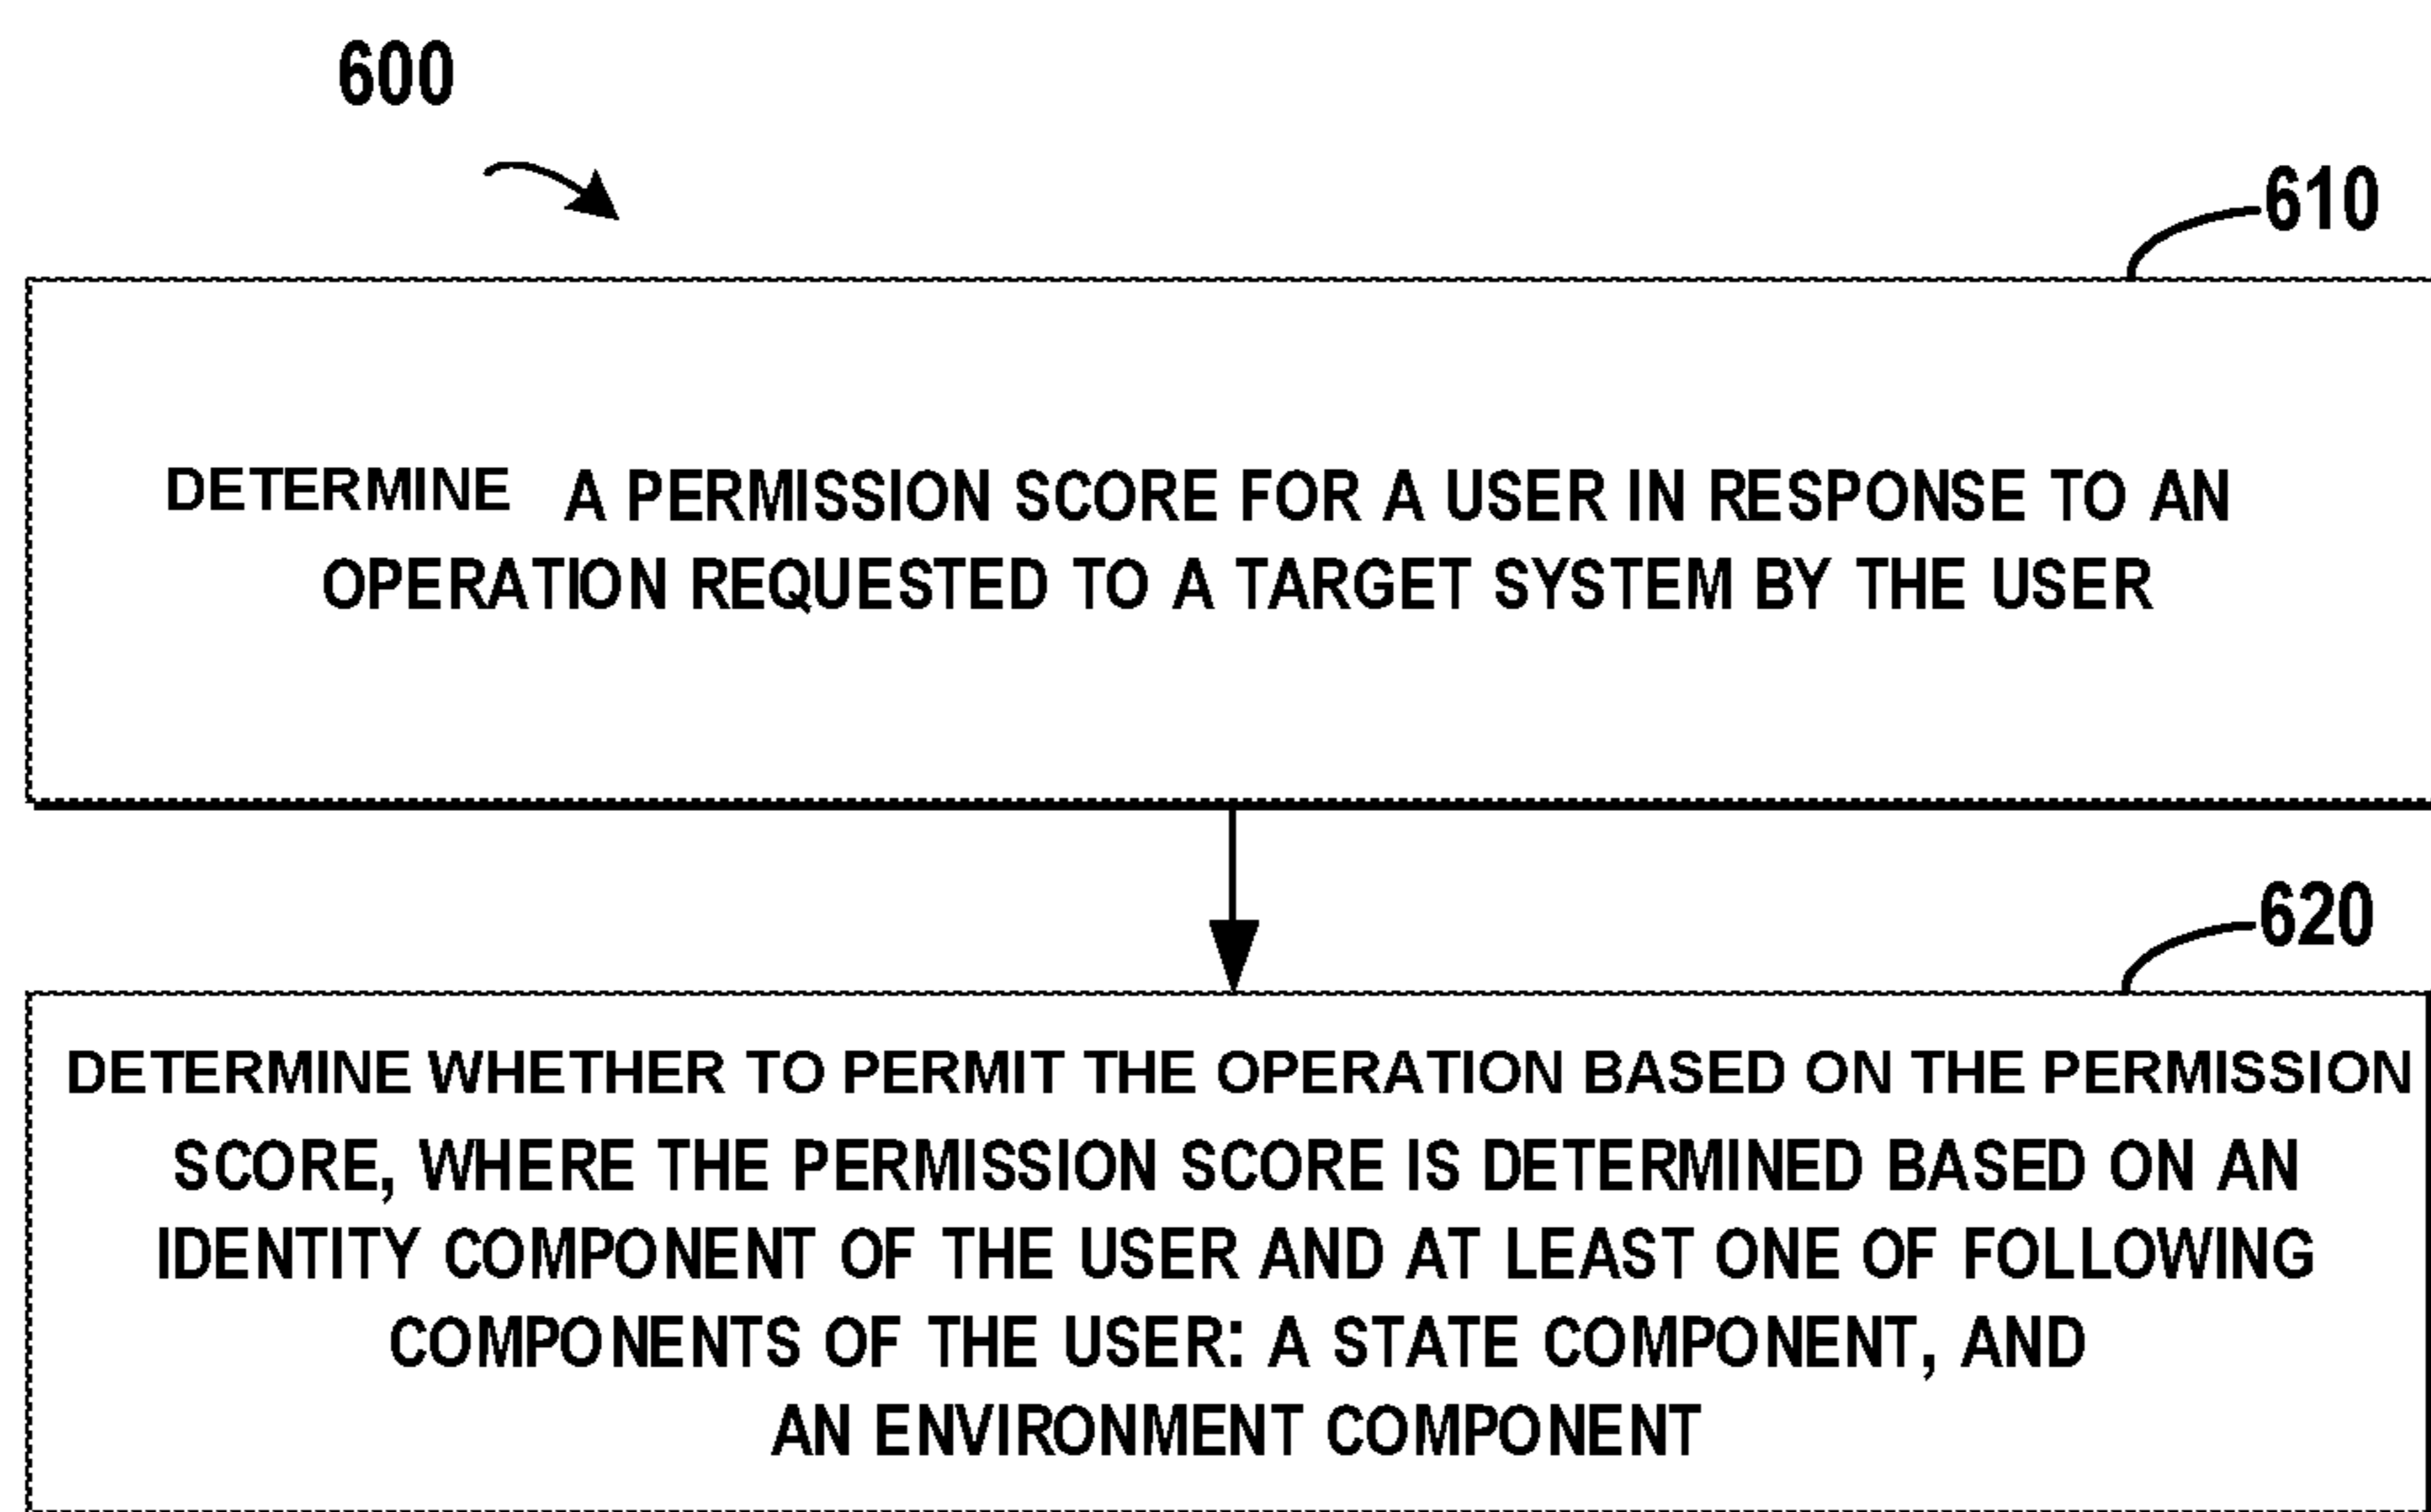 600
610
DETERMINE A PERMISSION SCORE FOR A USER IN RESPONSE TO AN
OPERATION REQUESTED TO A TARGET SYSTEM BY THE USER
620
DETERMINE WHETHER TO PERMIT THE OPERATION BASED ON THE PERMISSION
SCORE, WHERE THE PERMISSION SCORE IS DETERMINED BASED ON AN
IDENTITY COMPONENT OF THE USER AND AT LEAST ONE OF FOLLOWING
COMPONENTS OF THE USER: A STATE COMPONENT, AND
AN ENVIRONMENT COMPONENT